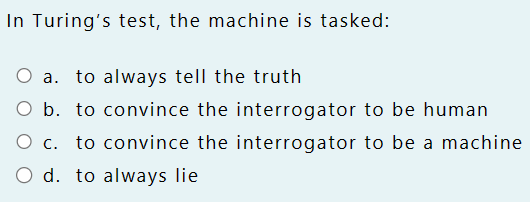 In Turing's test, the machine is tasked:
a. to always tell the truth
b. to convince the interrogator to be human
c. to convince the interrogator to be a machine
d. to always lie